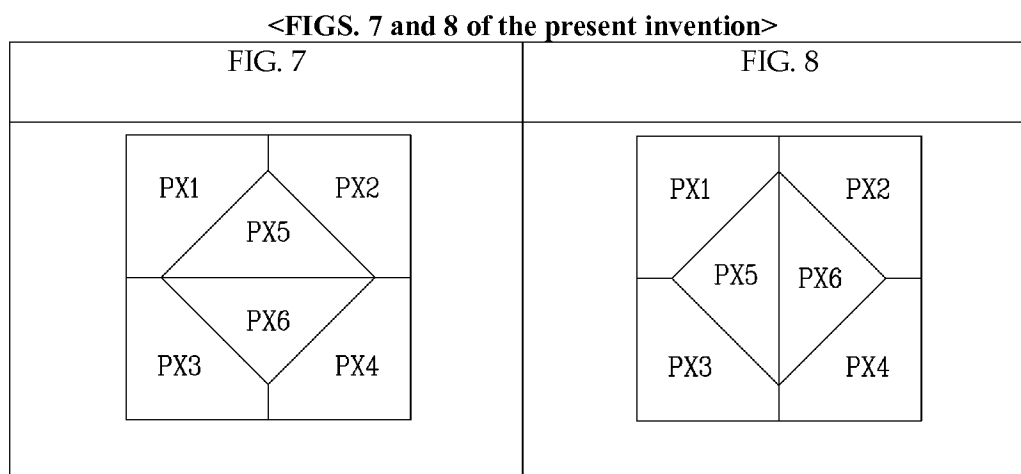 <FIGS. 7 and 8 of the present invention>
FIG. 7
FIG. 8
PX1
PX2
PX5
PX6
PX3
PX4
PX1
PX2
PX5
PX6
PX3
PX4